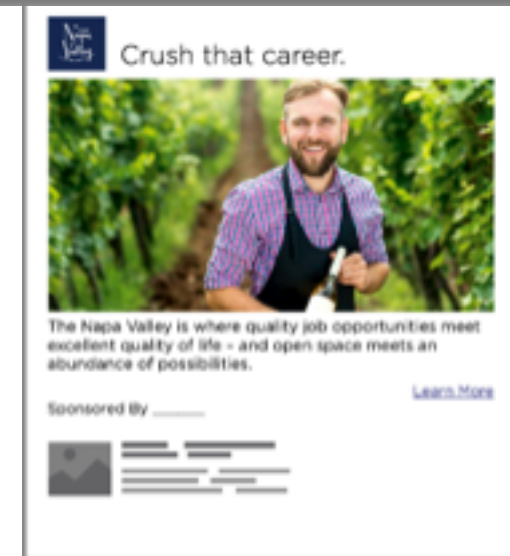 Napa
Valley
Crush that career.
The Napa Valley is where quality job opportunities meet
excellent quality of life – and open space meets an
abundance of possibilities.
Learn More
Sponsored By ______